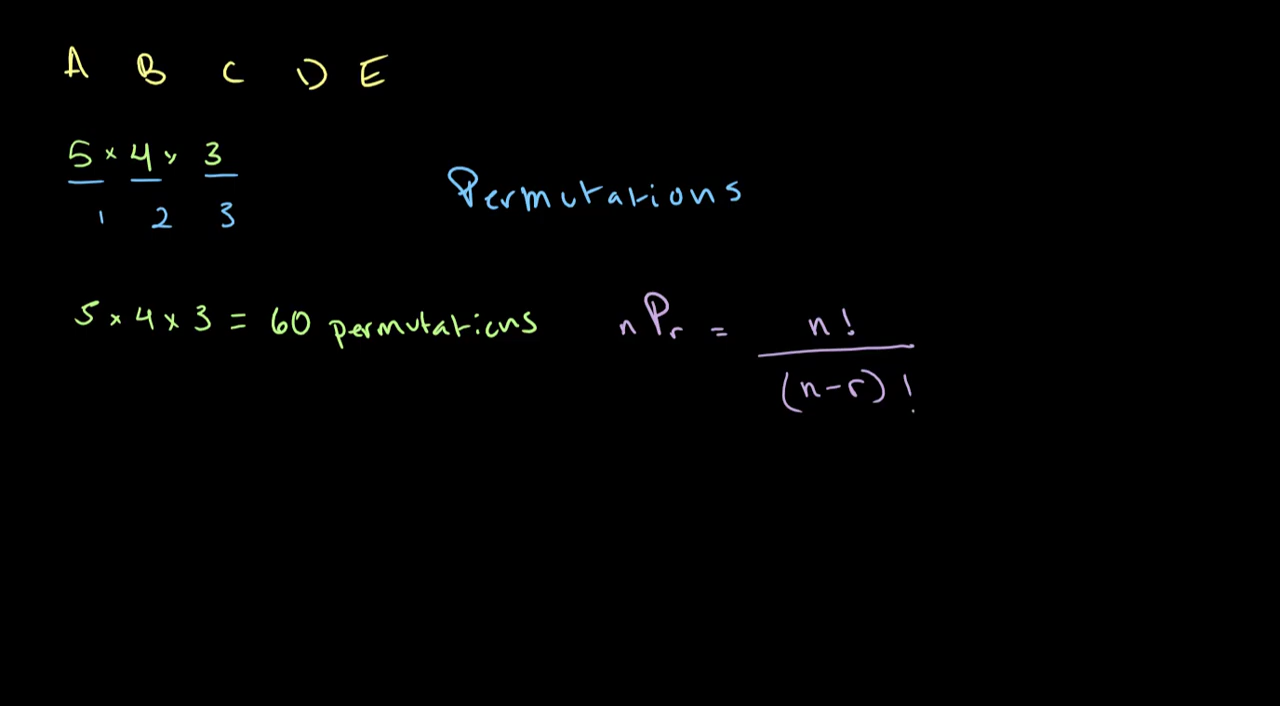 A B C D E
5 × 4 × 3
1 2 3
Permutations
5 × 4 × 3 = 60 permutations
nPr = n! / (n-r)!